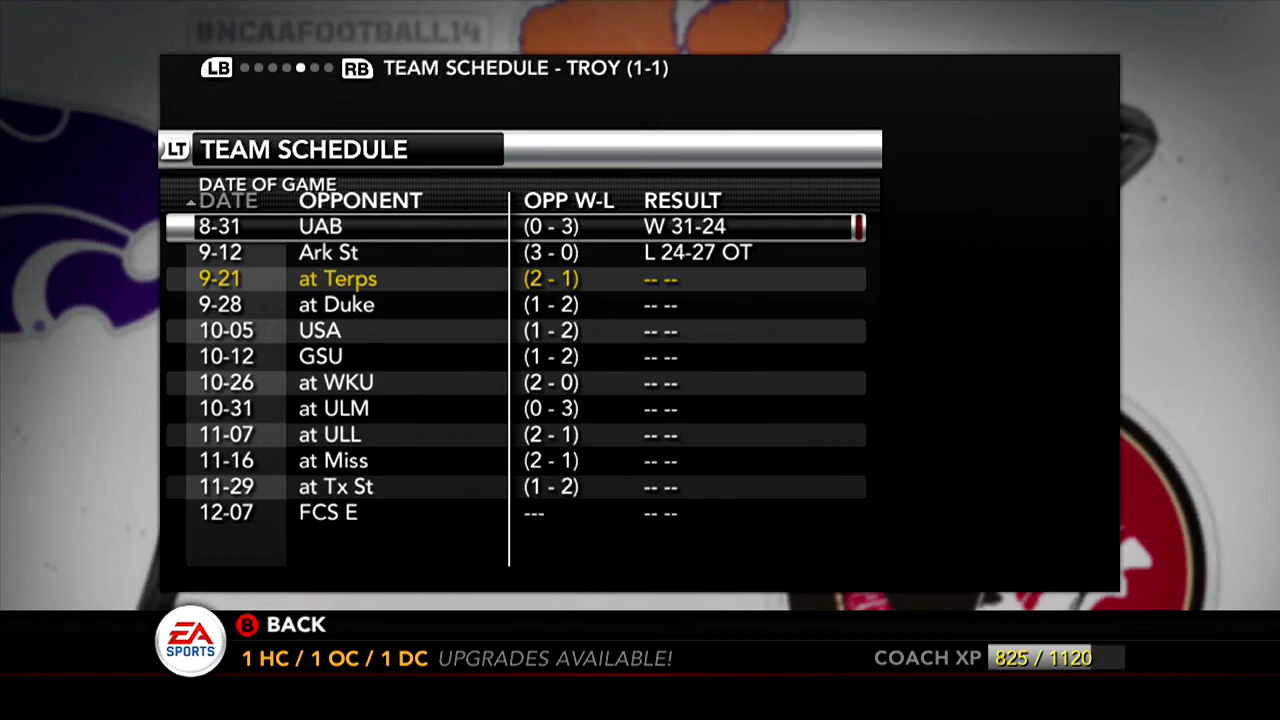 #NCAAFOOTBALL14
LB RB TEAM SCHEDULE - TROY (1-1)
LT TEAM SCHEDULE
DATE OF GAME
DATE OPPONENT OPP W-L RESULT
8-31 UAB (0 - 3) W 31-24
9-12 Ark St (3 - 0) L 24-27 OT
9-21 at Terps (2 - 1) -- --
9-28 at Duke (1 - 2) -- --
10-05 USA (1 - 2) -- --
10-12 GSU (1 - 2) -- --
10-26 at WKU (2 - 0) -- --
10-31 at ULM (0 - 3) -- --
11-07 at ULL (2 - 1) -- --
11-16 at Miss (2 - 1) -- --
11-29 at Tx St (1 - 2) -- --
12-07 FCS E --- -- --
EA SPORTS
B BACK
1 HC / 1 OC / 1 DC UPGRADES AVAILABLE!
COACH XP 825 / 1120